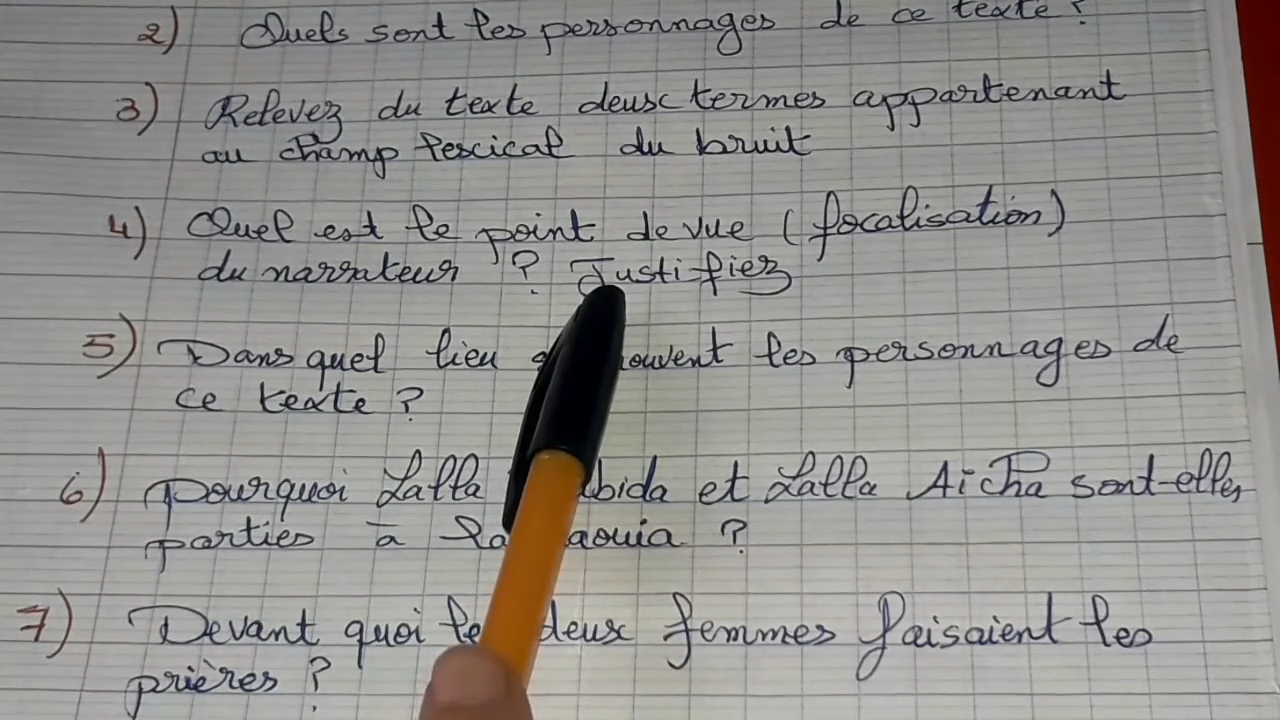 2) Quels sont les personnages de ce texte ?
3) Relevez du texte deux termes appartenant
au champ lexical du bruit
4) Quel est le point de vue (focalisation)
du narrateur ? Justifiez
5) Dans quel lieu les personnages de
ce texte ?
6) Pourquoi Lalla et Lalla Aicha sont-elles
parties à la ?
7) Devant quoi les deux femmes faisaient les
prières ?